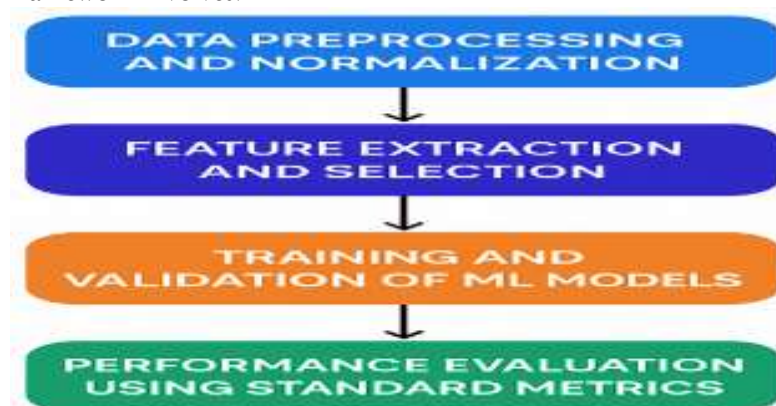 DATA PREPROCESSING
AND NORMALIZATION
FEATURE EXTRACTION
AND SELECTION
TRAINING AND
VALIDATION OF ML MODELS
PERFORMANCE EVALUATION
USING STANDARD METRICS